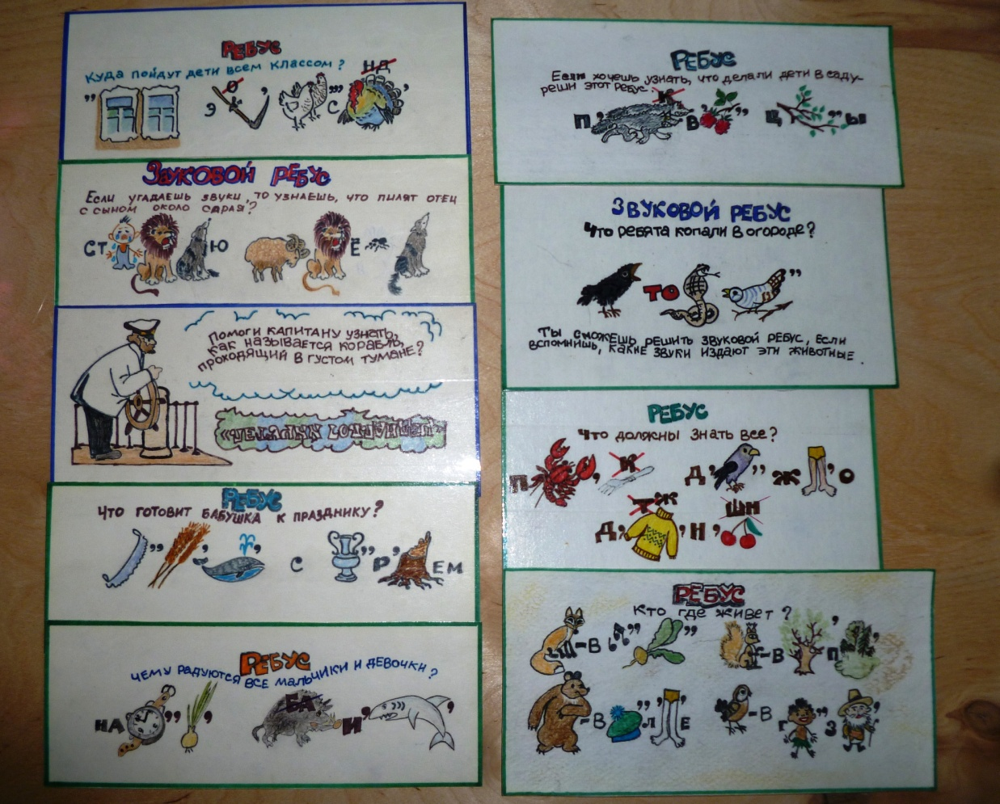 РЕБУС
Куда пойдут дети всем классом?
О НД
" Э ' ''' С '
ЗВУКОВОЙ РЕБУС
Если угадаешь звуки, то узнаешь, что пилят отец
с сыном около сарая?
СТ Ю Ё
Помоги капитану узнать,
как называется корабль,
проходящий в густом тумане?
РЕБУС
Что готовит бабушка к празднику?
" ' ' С " Р ' ЕМ
РЕБУС
Чему радуются все мальчики и девочки?
БА
НА " ' И ' '
РЕБУС
Если хочешь узнать, что делали дети в саду-
реши этот ребус
К
П ' В ' " Ц " Ы
ЗВУКОВОЙ РЕБУС
Что ребята копали в огороде?
ТО "
Ты сможешь решить звуковой ребус, если
вспомнишь, какие звуки издают эти животные.
РЕБУС
Что должны знать все?
К
П ' Д ' " Ж ' О
ШН
Д ' Н '
РЕБУС
Кто где живет?
-В " " -В ' П '
-В " Л ' ' Е -В Г " З '